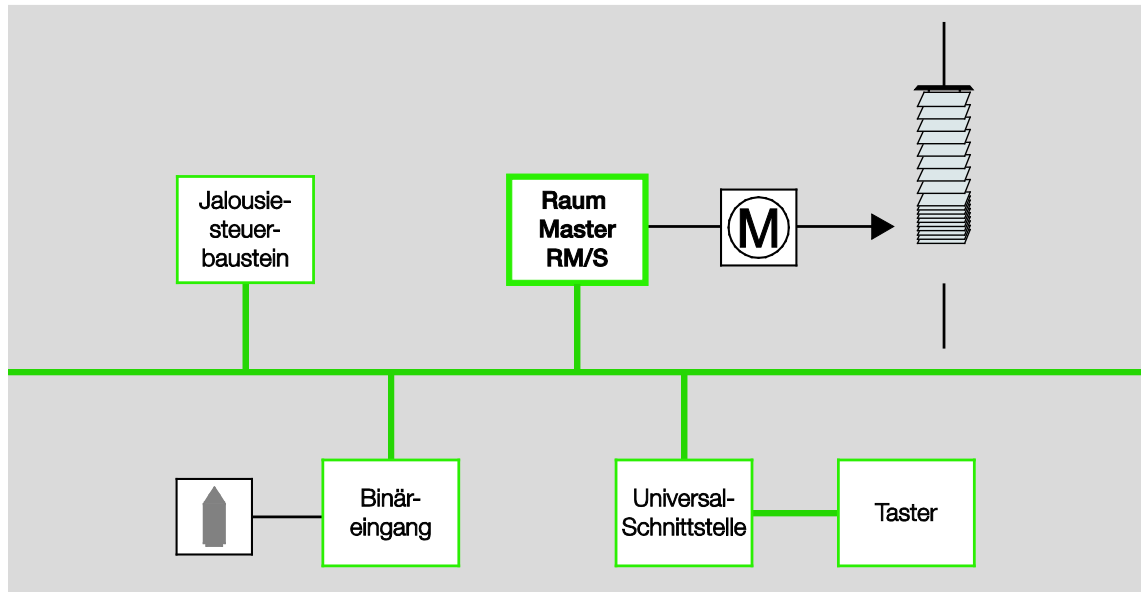 Jalousie-
steuer-
baustein
Raum
Master
RM/S
M
Binär-
eingang
Universal-
Schnittstelle
Taster